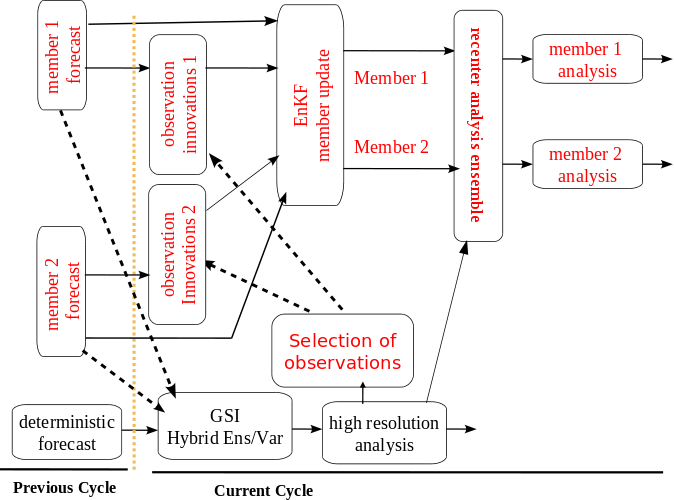 member 1
forecast
observation
innovations 1
EnKF
member update
Member 1
Member 2
recenter analysis ensemble
member 1
analysis
member 2
analysis
member 2
forecast
observation
Innovations 2
Selection of
observations
deterministic
forecast
GSI
Hybrid Ens/Var
high resolution
analysis
Previous Cycle
Current Cycle